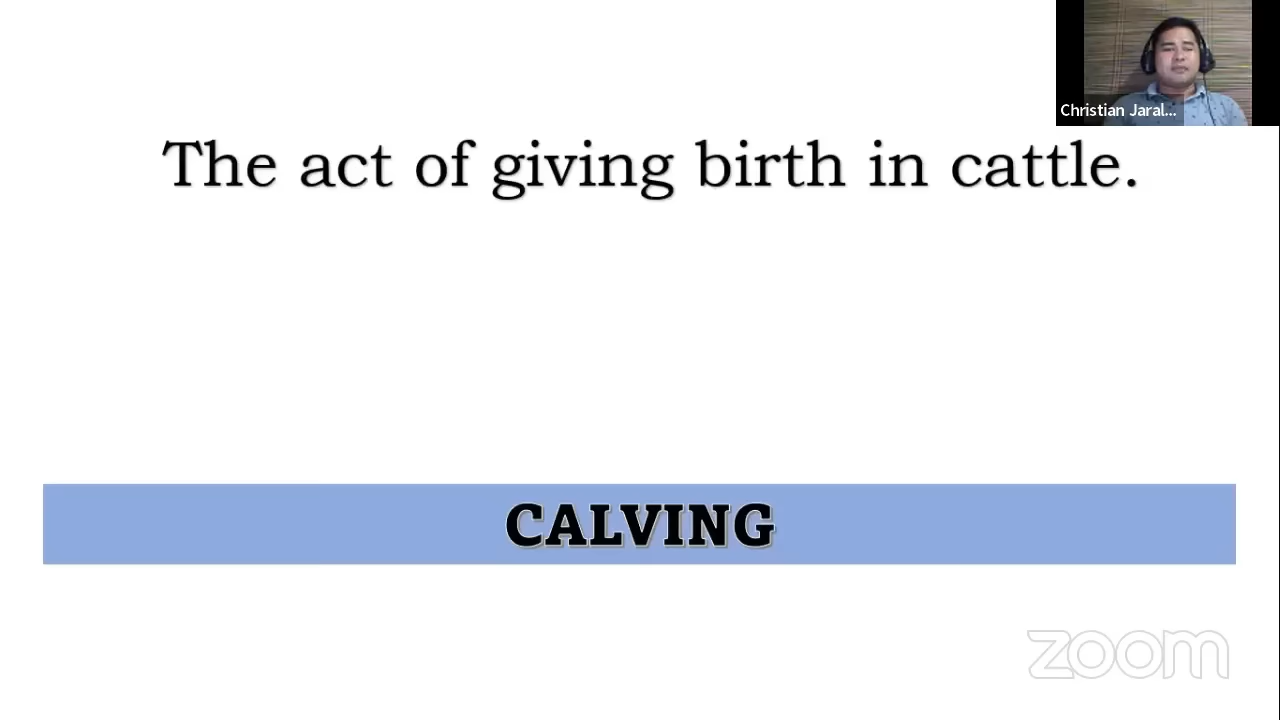 Christian Jaral...
The act of giving birth in cattle.
CALVING
zoom